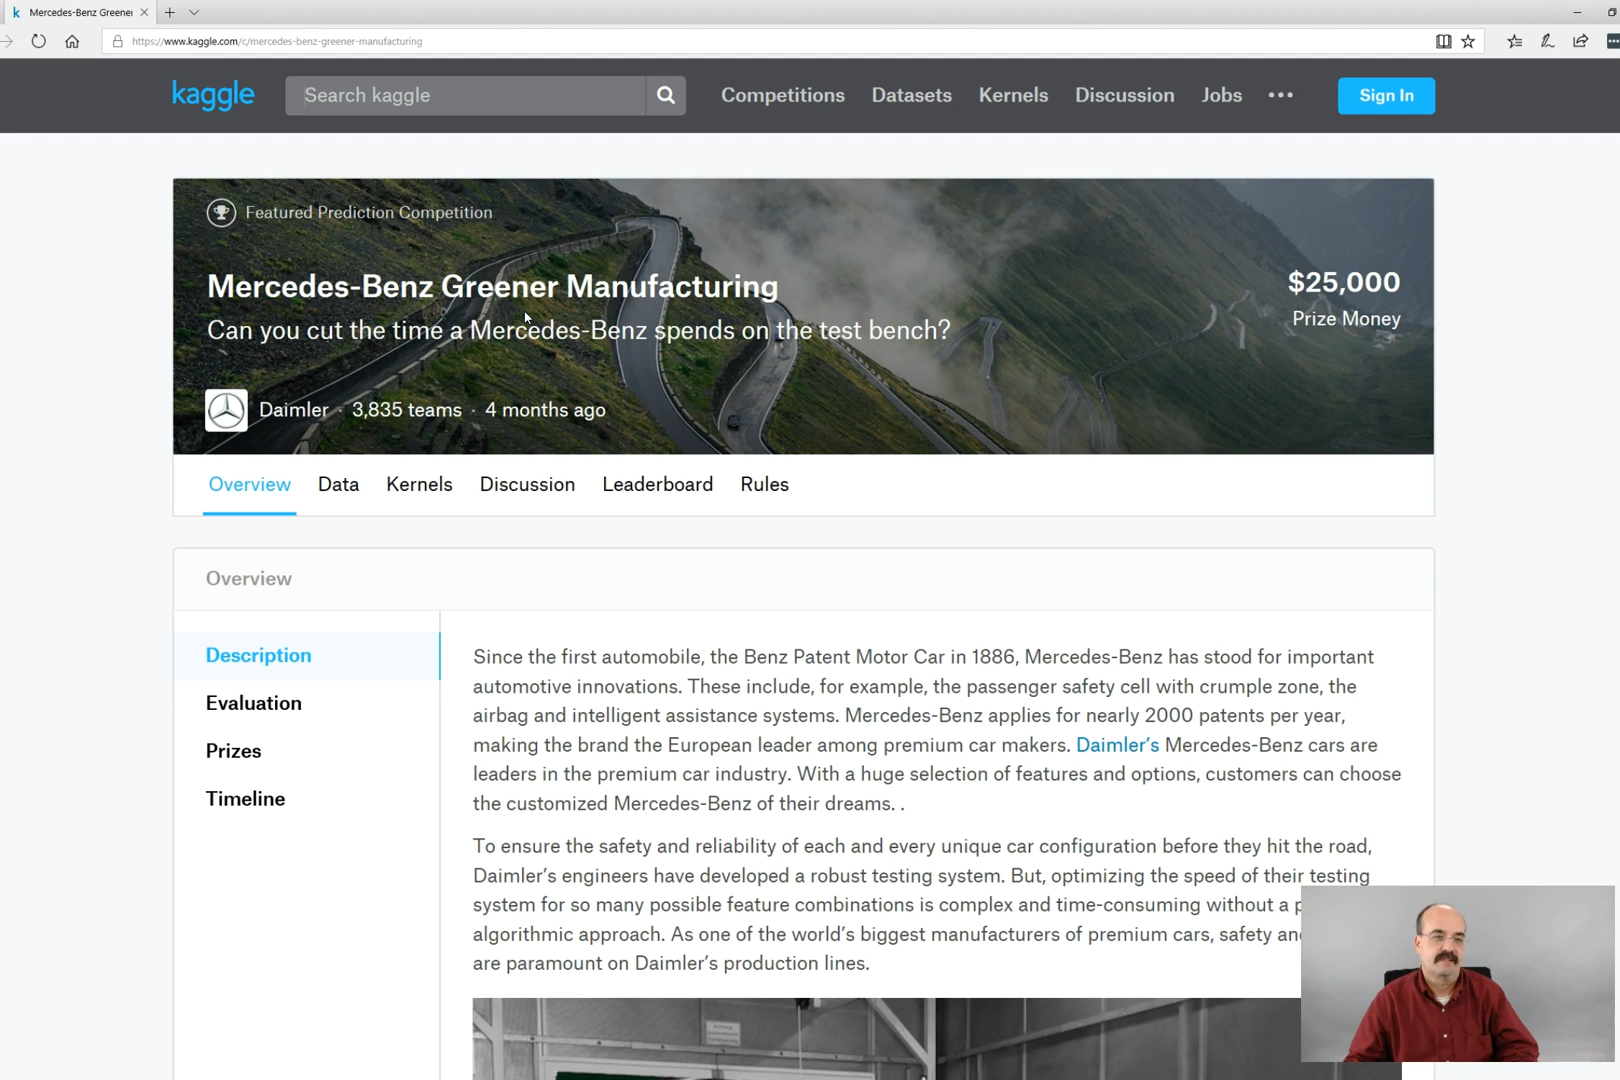 Mercedes-Benz Greener
https://www.kaggle.com/c/mercedes-benz-greener-manufacturing
kaggle
Search kaggle
Competitions
Datasets
Kernels
Discussion
Jobs
Sign In
Featured Prediction Competition
Mercedes-Benz Greener Manufacturing
Can you cut the time a Mercedes-Benz spends on the test bench?
$25,000
Prize Money
Daimler · 3,835 teams · 4 months ago
Overview
Data
Kernels
Discussion
Leaderboard
Rules
Overview
Description
Evaluation
Prizes
Timeline
Since the first automobile, the Benz Patent Motor Car in 1886, Mercedes-Benz has stood for important
automotive innovations. These include, for example, the passenger safety cell with crumple zone, the
airbag and intelligent assistance systems. Mercedes-Benz applies for nearly 2000 patents per year,
making the brand the European leader among premium car makers. Daimler's Mercedes-Benz cars are
leaders in the premium car industry. With a huge selection of features and options, customers can choose
the customized Mercedes-Benz of their dreams. .
To ensure the safety and reliability of each and every unique car configuration before they hit the road,
Daimler's engineers have developed a robust testing system. But, optimizing the speed of their testing
system for so many possible feature combinations is complex and time-consuming without a
algorithmic approach. As one of the world's biggest manufacturers of premium cars, safety
are paramount on Daimler's production lines.